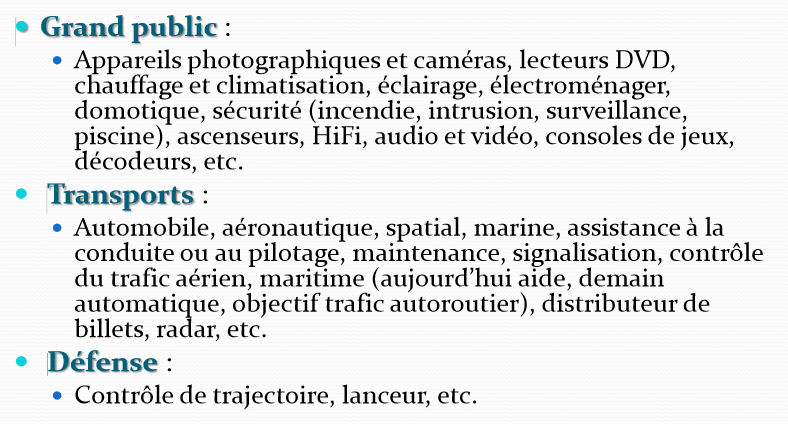 • Grand public :
• Appareils photographiques et caméras, lecteurs DVD,
chauffage et climatisation, éclairage, électroménager,
domotique, sécurité (incendie, intrusion, surveillance,
piscine), ascenseurs, HiFi, audio et vidéo, consoles de jeux,
décodeurs, etc.
• Transports :
• Automobile, aéronautique, spatial, marine, assistance à la
conduite ou au pilotage, maintenance, signalisation, contrôle
du trafic aérien, maritime (aujourd’hui aide, demain
automatique, objectif trafic autoroutier), distributeur de
billets, radar, etc.
• Défense :
• Contrôle de trajectoire, lanceur, etc.